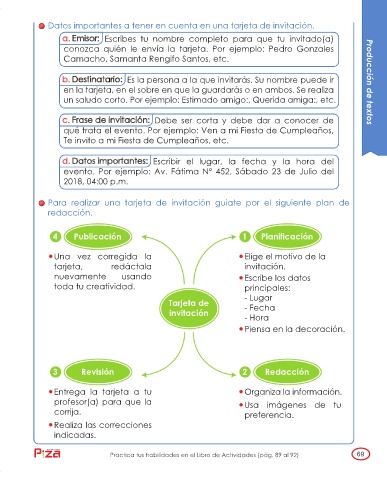 Datos importantes a tener en cuenta en una tarjeta de invitación.
a. Emisor: Escribes tu nombre completo para que tu invitado(a)
conozca quién le envía la tarjeta. Por ejemplo: Pedro Gonzales
Camacho, Samanta Rengifo Santos, etc.
b. Destinatario: Es la persona a la que invitarás. Su nombre puede ir
en la tarjeta, en el sobre en que la guardarás o en ambos. Se realiza
un saludo corto. Por ejemplo: Estimado amigo:, Querida amiga:, etc.
c. Frase de invitación: Debe ser corta y debe dar a conocer de
qué trata el evento. Por ejemplo: Ven a mi Fiesta de Cumpleaños,
Te invito a mi Fiesta de Cumpleaños, etc.
d. Datos importantes: Escribir el lugar, la fecha y la hora del
evento. Por ejemplo: Av. Fátima N° 452, Sábado 23 de Julio del
2018, 04:00 p.m.
Producción de textos
Para realizar una tarjeta de invitación guíate por el siguiente plan de
redacción.
4 Publicación
Una vez corregida la
tarjeta, redáctala
nuevamente usando
toda tu creatividad.
1 Planificación
Elige el motivo de la
invitación.
Escribe los datos
principales:
- Lugar
- Fecha
- Hora
Piensa en la decoración.
Tarjeta de
invitación
3 Revisión
Entrega la tarjeta a tu
profesor(a) para que la
corrija.
Realiza las correcciones
indicadas.
2 Redacción
Organiza la información.
Usa imágenes de tu
preferencia.
Practica tus habilidades en el Libro de Actividades (pág. 89 al 92)
69